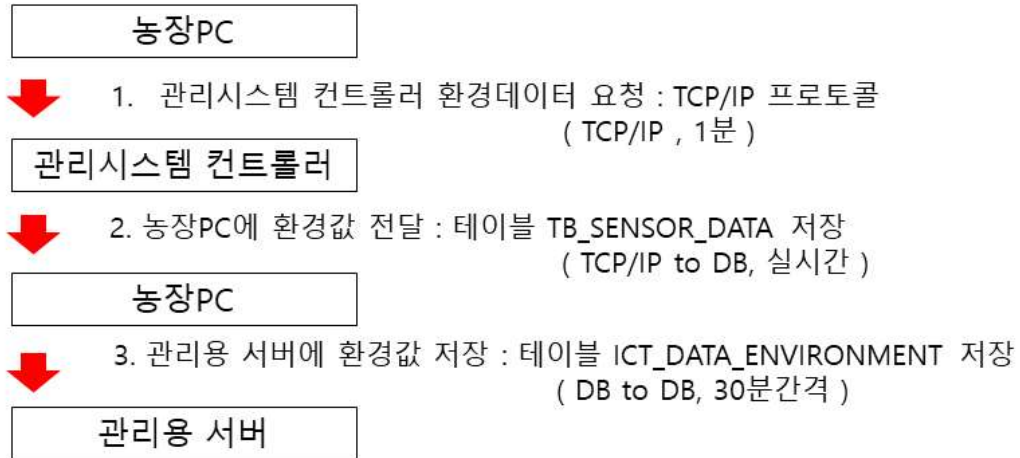 농장PC
1. 관리시스템 컨트롤러 환경데이터 요청 : TCP/IP 프로토콜
( TCP/IP , 1분 )
관리시스템 컨트롤러
2. 농장PC에 환경값 전달 : 테이블 TB_SENSOR_DATA 저장
( TCP/IP to DB, 실시간 )
농장PC
3. 관리용 서버에 환경값 저장 : 테이블 ICT_DATA_ENVIRONMENT 저장
( DB to DB, 30분간격 )
관리용 서버